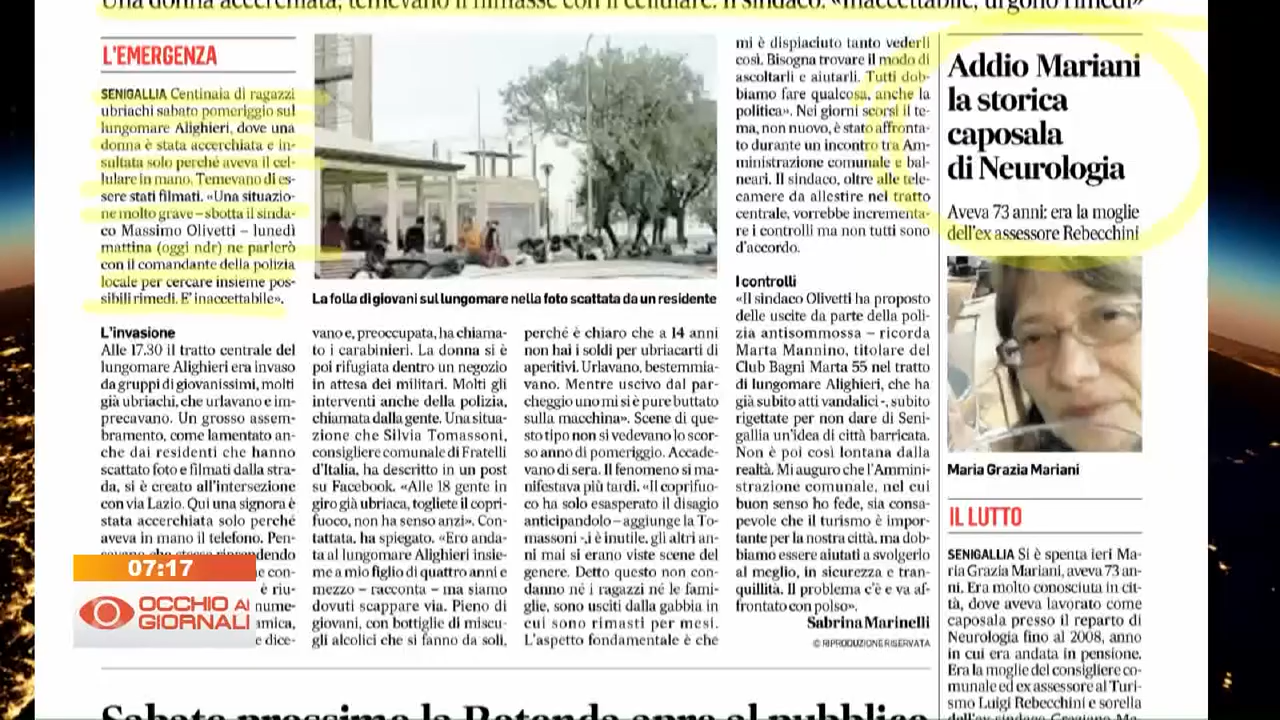 Una donna accerchiata, temevano li filmasse con il cellulare. Il sindaco: «Inaccettabile, urgono rimedi»
L'EMERGENZA
SENIGALLIA Centinaia di ragazzi
ubriachi sabato pomeriggio sul
lungomare Alighieri, dove una
donna è stata accerchiata e in-
sultata solo perché aveva il cel-
lulare in mano. Temevano di es-
sere stati filmati. «Una situazio-
ne molto grave – sbotta il sinda-
co Massimo Olivetti – lunedì
mattina (oggi ndr) ne parlerò
con il comandante della polizia
locale per cercare insieme pos-
sibili rimedi. E' inaccettabile».
L'invasione
Alle 17.30 il tratto centrale del
lungomare Alighieri era invaso
da gruppi di giovanissimi, molti
già ubriachi, che urlavano e im-
precavano. Un grosso assem-
bramento, come lamentato an-
che dai residenti che hanno
scattato foto e filmati dalla stra-
da, si è creato all'intersezione
con via Lazio. Qui una signora è
stata accerchiata solo perché
aveva in mano il telefono. Pen-
La folla di giovani sul lungomare nella foto scattata da un residente
vano e, preoccupata, ha chiama-
to i carabinieri. La donna si è
poi rifugiata dentro un negozio
in attesa dei militari. Molti gli
interventi anche della polizia,
chiamata dalla gente. Una situa-
zione che Silvia Tomassoni,
consigliere comunale di Fratelli
d'Italia, ha descritto in un post
su Facebook. «Alle 18 gente in
giro già ubriaca, togliete il copri-
fuoco, non ha senso anzi». Con-
tattata, ha spiegato. «Ero anda-
ta al lungomare Alighieri insie-
me a mio figlio di quattro anni e
mezzo – racconta – ma siamo
dovuti scappare via. Pieno di
giovani, con bottiglie di miscu-
gli alcolici che si fanno da soli,
perché è chiaro che a 14 anni
non hai i soldi per ubriacarti di
aperitivi. Urlavano, bestemmia-
vano. Mentre uscivo dal par-
cheggio uno mi si è pure buttato
sulla macchina». Scene di que-
sto tipo non si vedevano lo scor-
so anno di pomeriggio. Accade-
vano di sera. Il fenomeno si ma-
nifestava più tardi. «Il coprifuo-
co ha solo esasperato il disagio
anticipandolo – aggiunge la To-
massoni -, i è inutile, gli altri an-
ni mai si erano viste scene del
genere. Detto questo non con-
danno né i ragazzi né le fami-
glie, sono usciti dalla gabbia in
cui sono rimasti per mesi.
L'aspetto fondamentale è che
mi è dispiaciuto tanto vederli
così. Bisogna trovare il modo di
ascoltarli e aiutarli. Tutti dob-
biamo fare qualcosa, anche la
politica». Nei giorni scorsi il te-
ma, non nuovo, è stato affronta-
to durante un incontro tra Am-
ministrazione comunale e bal-
neari. Il sindaco, oltre alle tele-
camere da allestire nel tratto
centrale, vorrebbe incrementa-
re i controlli ma non tutti sono
d'accordo.
I controlli
«Il sindaco Olivetti ha proposto
delle uscite da parte della poli-
zia antisommossa – ricorda
Marta Mannino, titolare del
Club Bagni Marta 55 nel tratto
di lungomare Alighieri, che ha
già subito atti vandalici -, subito
rigettate per non dare di Seni-
gallia un'idea di città barricata.
Non è poi così lontana dalla
realtà. Mi auguro che l'Ammini-
strazione comunale, nel cui
buon senso ho fede, sia consa-
pevole che il turismo è impor-
tante per la nostra città, ma dob-
biamo essere aiutati a svolgerlo
al meglio, in sicurezza e tran-
quillità. Il problema c'è e va af-
frontato con polso».
Sabrina Marinelli
© RIPRODUZIONE RISERVATA
Addio Mariani
la storica
caposala
di Neurologia
Aveva 73 anni: era la moglie
dell'ex assessore Rebecchini
Maria Grazia Mariani
IL LUTTO
SENIGALLIA Si è spenta ieri Ma-
ria Grazia Mariani, aveva 73 an-
ni. Era molto conosciuta in cit-
tà, dove aveva lavorato come
caposala presso il reparto di
Neurologia fino al 2008, anno
in cui era andata in pensione.
Era la moglie del consigliere co-
munale ed ex assessore al Turi-
smo Luigi Rebecchini e sorella
07:17
OCCHIO AI
GIORNALI
Sabato prossimo la Rotonda apre al pubblico